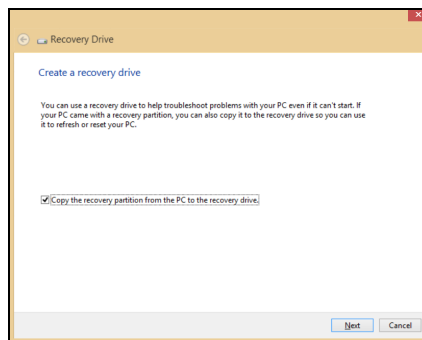 Recovery Drive
Create a recovery drive
You can use a recovery drive to help troubleshoot problems with your PC even if it can't start. If
your PC came with a recovery partition, you can also copy it to the recovery drive so you can use
it to refresh or reset your PC.
Copy the recovery partition from the PC to the recovery drive.
Next Cancel